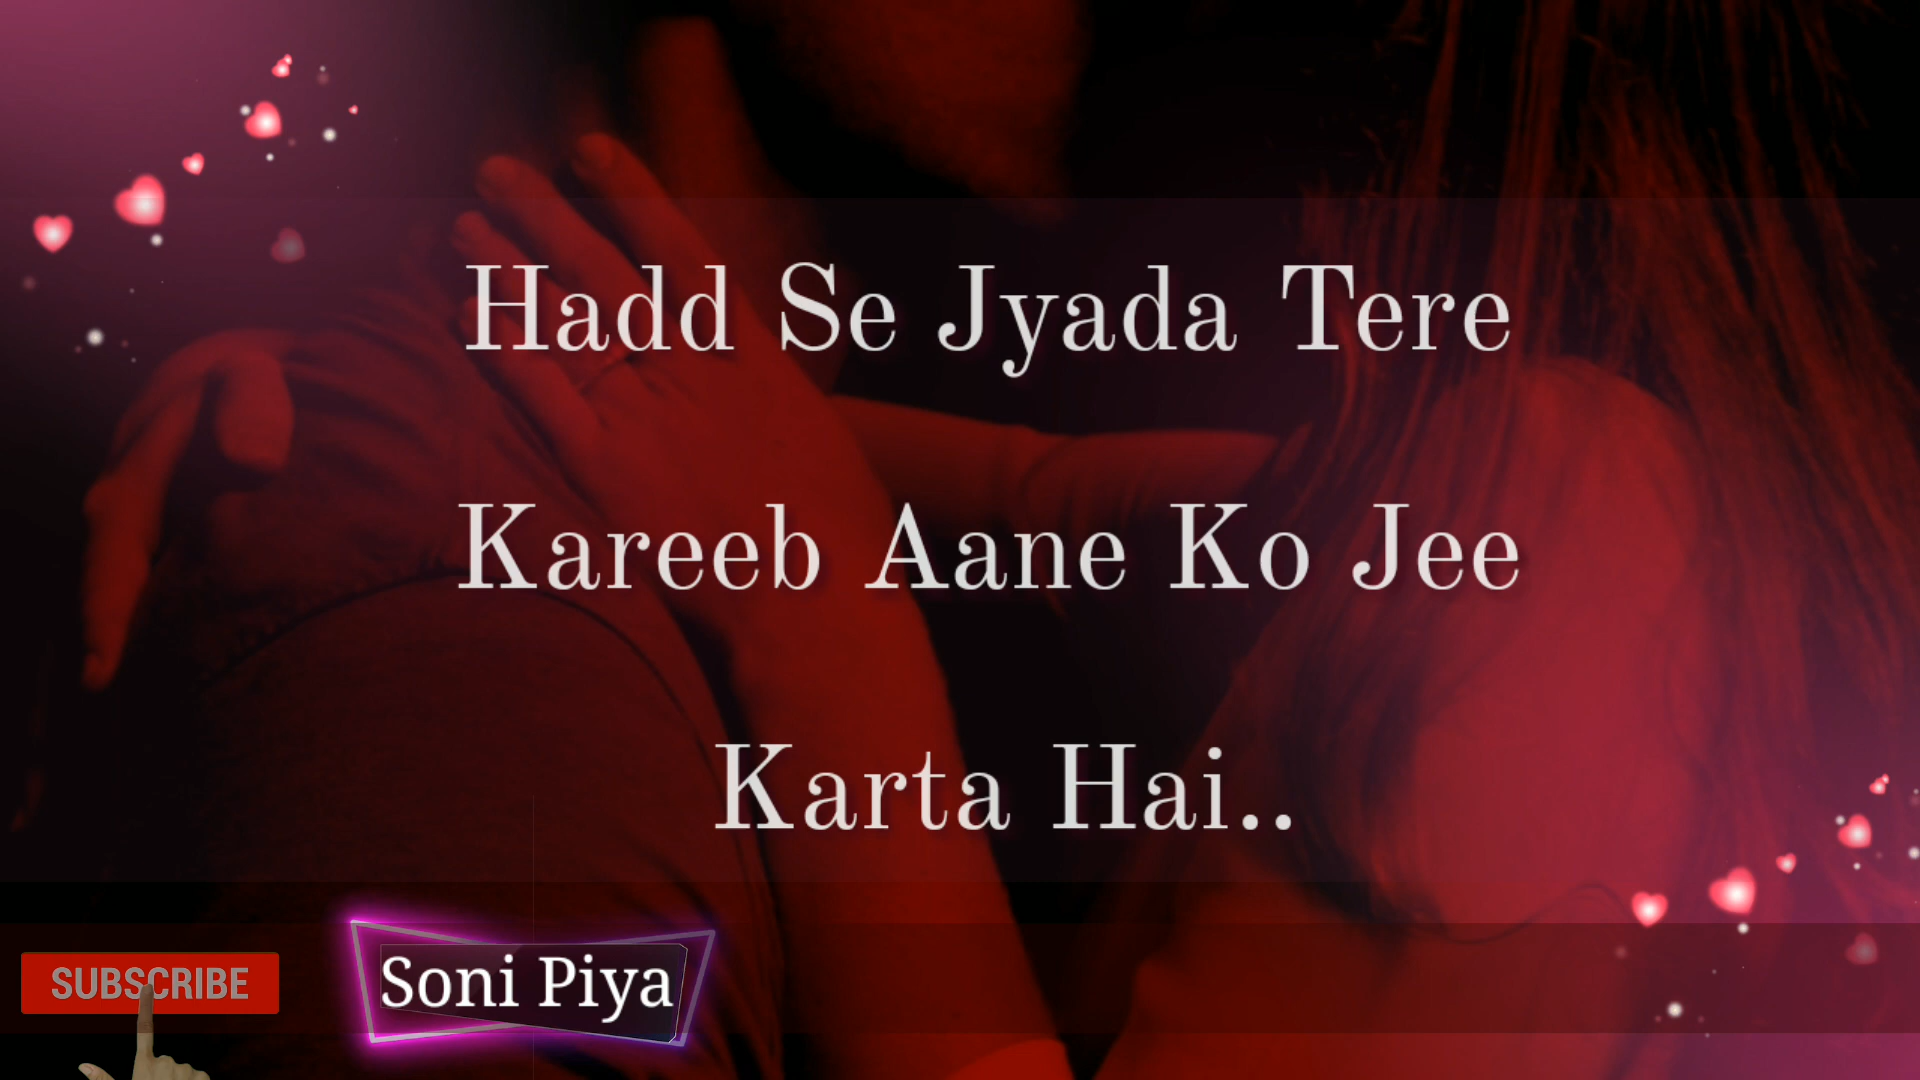 Hadd Se Jyada Tere
Kareeb Aane Ko Jee
Karta Hai..
SUBSCRIBE
Soni Piya